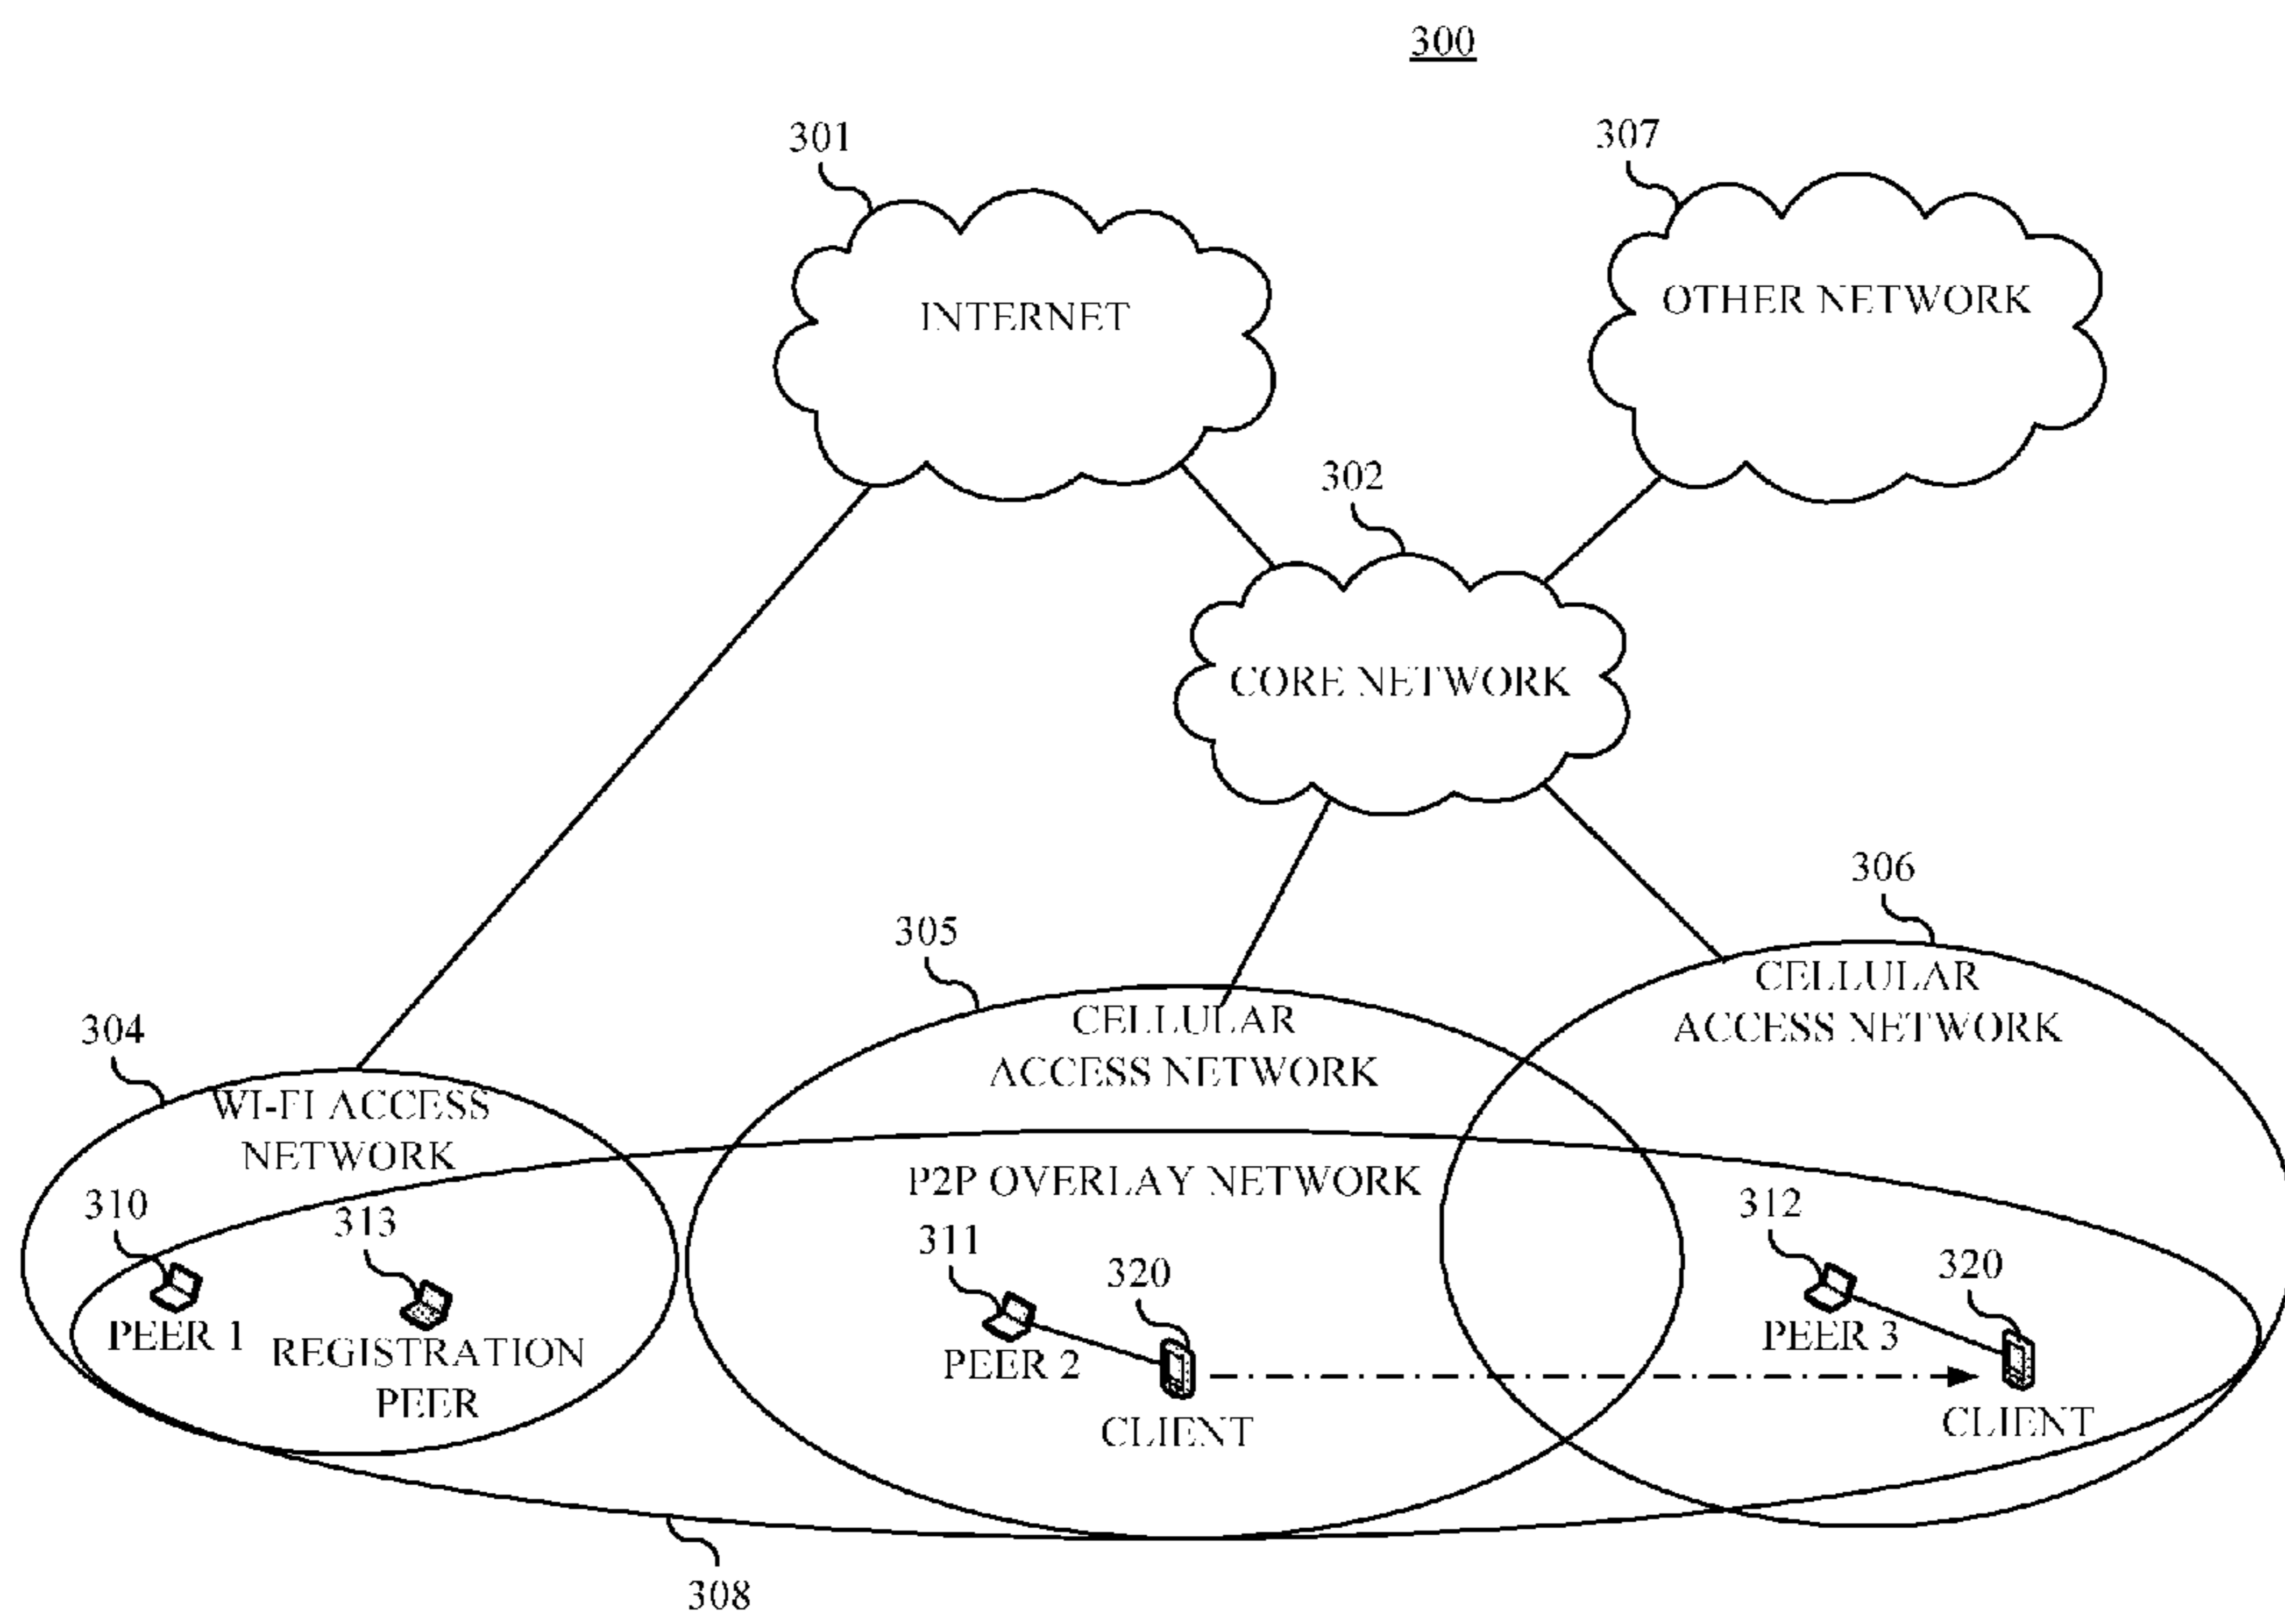 300
301
307
INTERNET
OTHER NETWORK
302
CORE NETWORK
306
305
CELLULAR
ACCESS NETWORK
304
CELLULAR
ACCESS NETWORK
WI-FI ACCESS
NETWORK
P2P OVERLAY NETWORK
310
313
311
320
312
320
PEER 1
REGISTRATION
PEER
PEER 2
CLIENT
PEER 3
CLIENT
308